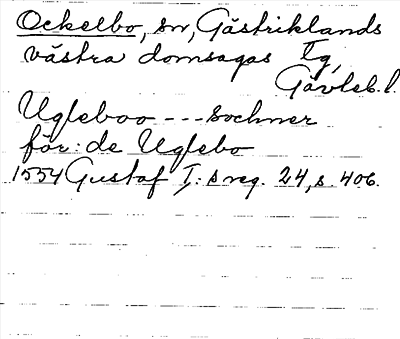 Ockelbo, sn, Gästriklands
västra domsagas tg,
Gävleb. l.
Ugleboo --- sochner
för: de Uglebo
1554 Gustaf I: s reg. 24, s. 406.